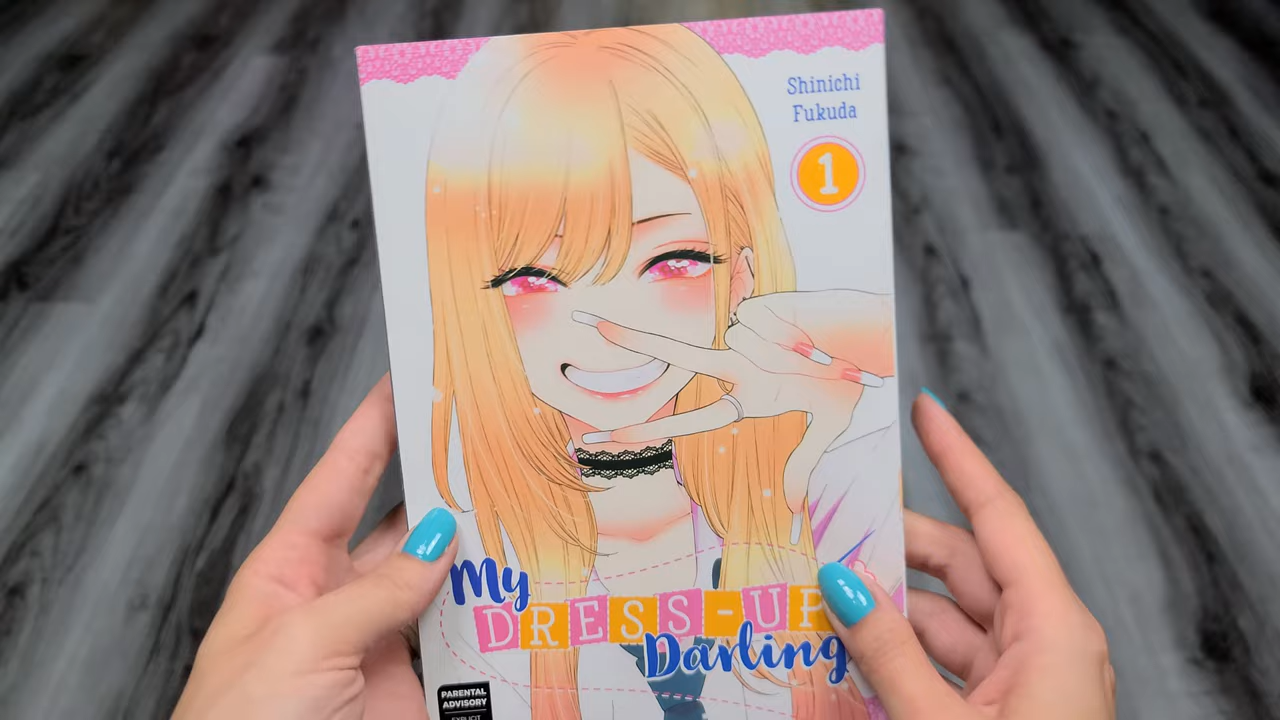 Shinichi
Fukuda
1
My
DRESS-UP
Darling
PARENTAL
ADVISORY
EXPLICIT